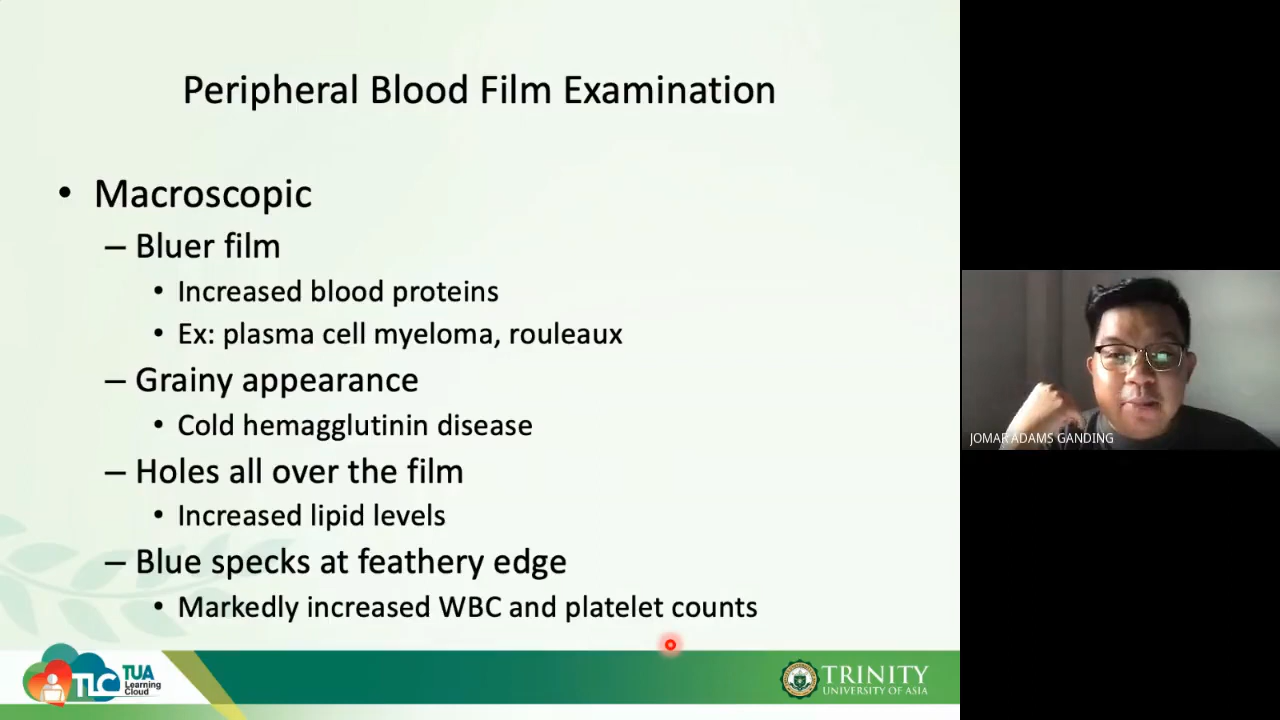 Peripheral Blood Film Examination
• Macroscopic
– Bluer film
• Increased blood proteins
• Ex: plasma cell myeloma, rouleaux
– Grainy appearance
• Cold hemagglutinin disease
– Holes all over the film
• Increased lipid levels
– Blue specks at feathery edge
• Markedly increased WBC and platelet counts
JOMAR ADAMS GANDING
TLC
TUA
Learning
Cloud
TRINITY
UNIVERSITY OF ASIA